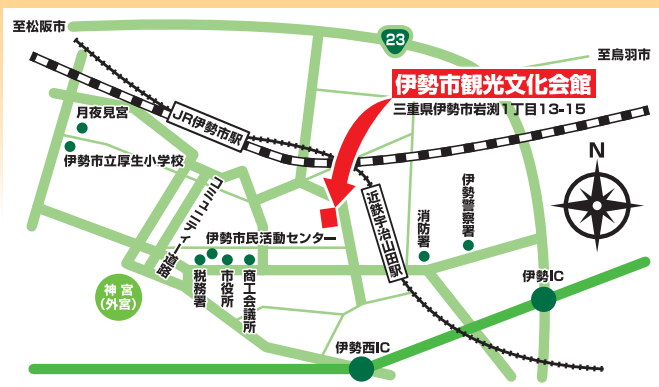 至松阪市
23
至鳥羽市
伊勢市観光文化会館
三重県伊勢市岩渕1丁目13-15
月夜見宮
JR伊勢市駅
伊勢市立厚生小学校
N
コミュニティー道路
伊勢市民活動センター
近鉄宇治山田駅
消防署
伊勢警察署
税務署
市役所
商工会議所
神宮
(外宮)
伊勢IC
伊勢西IC